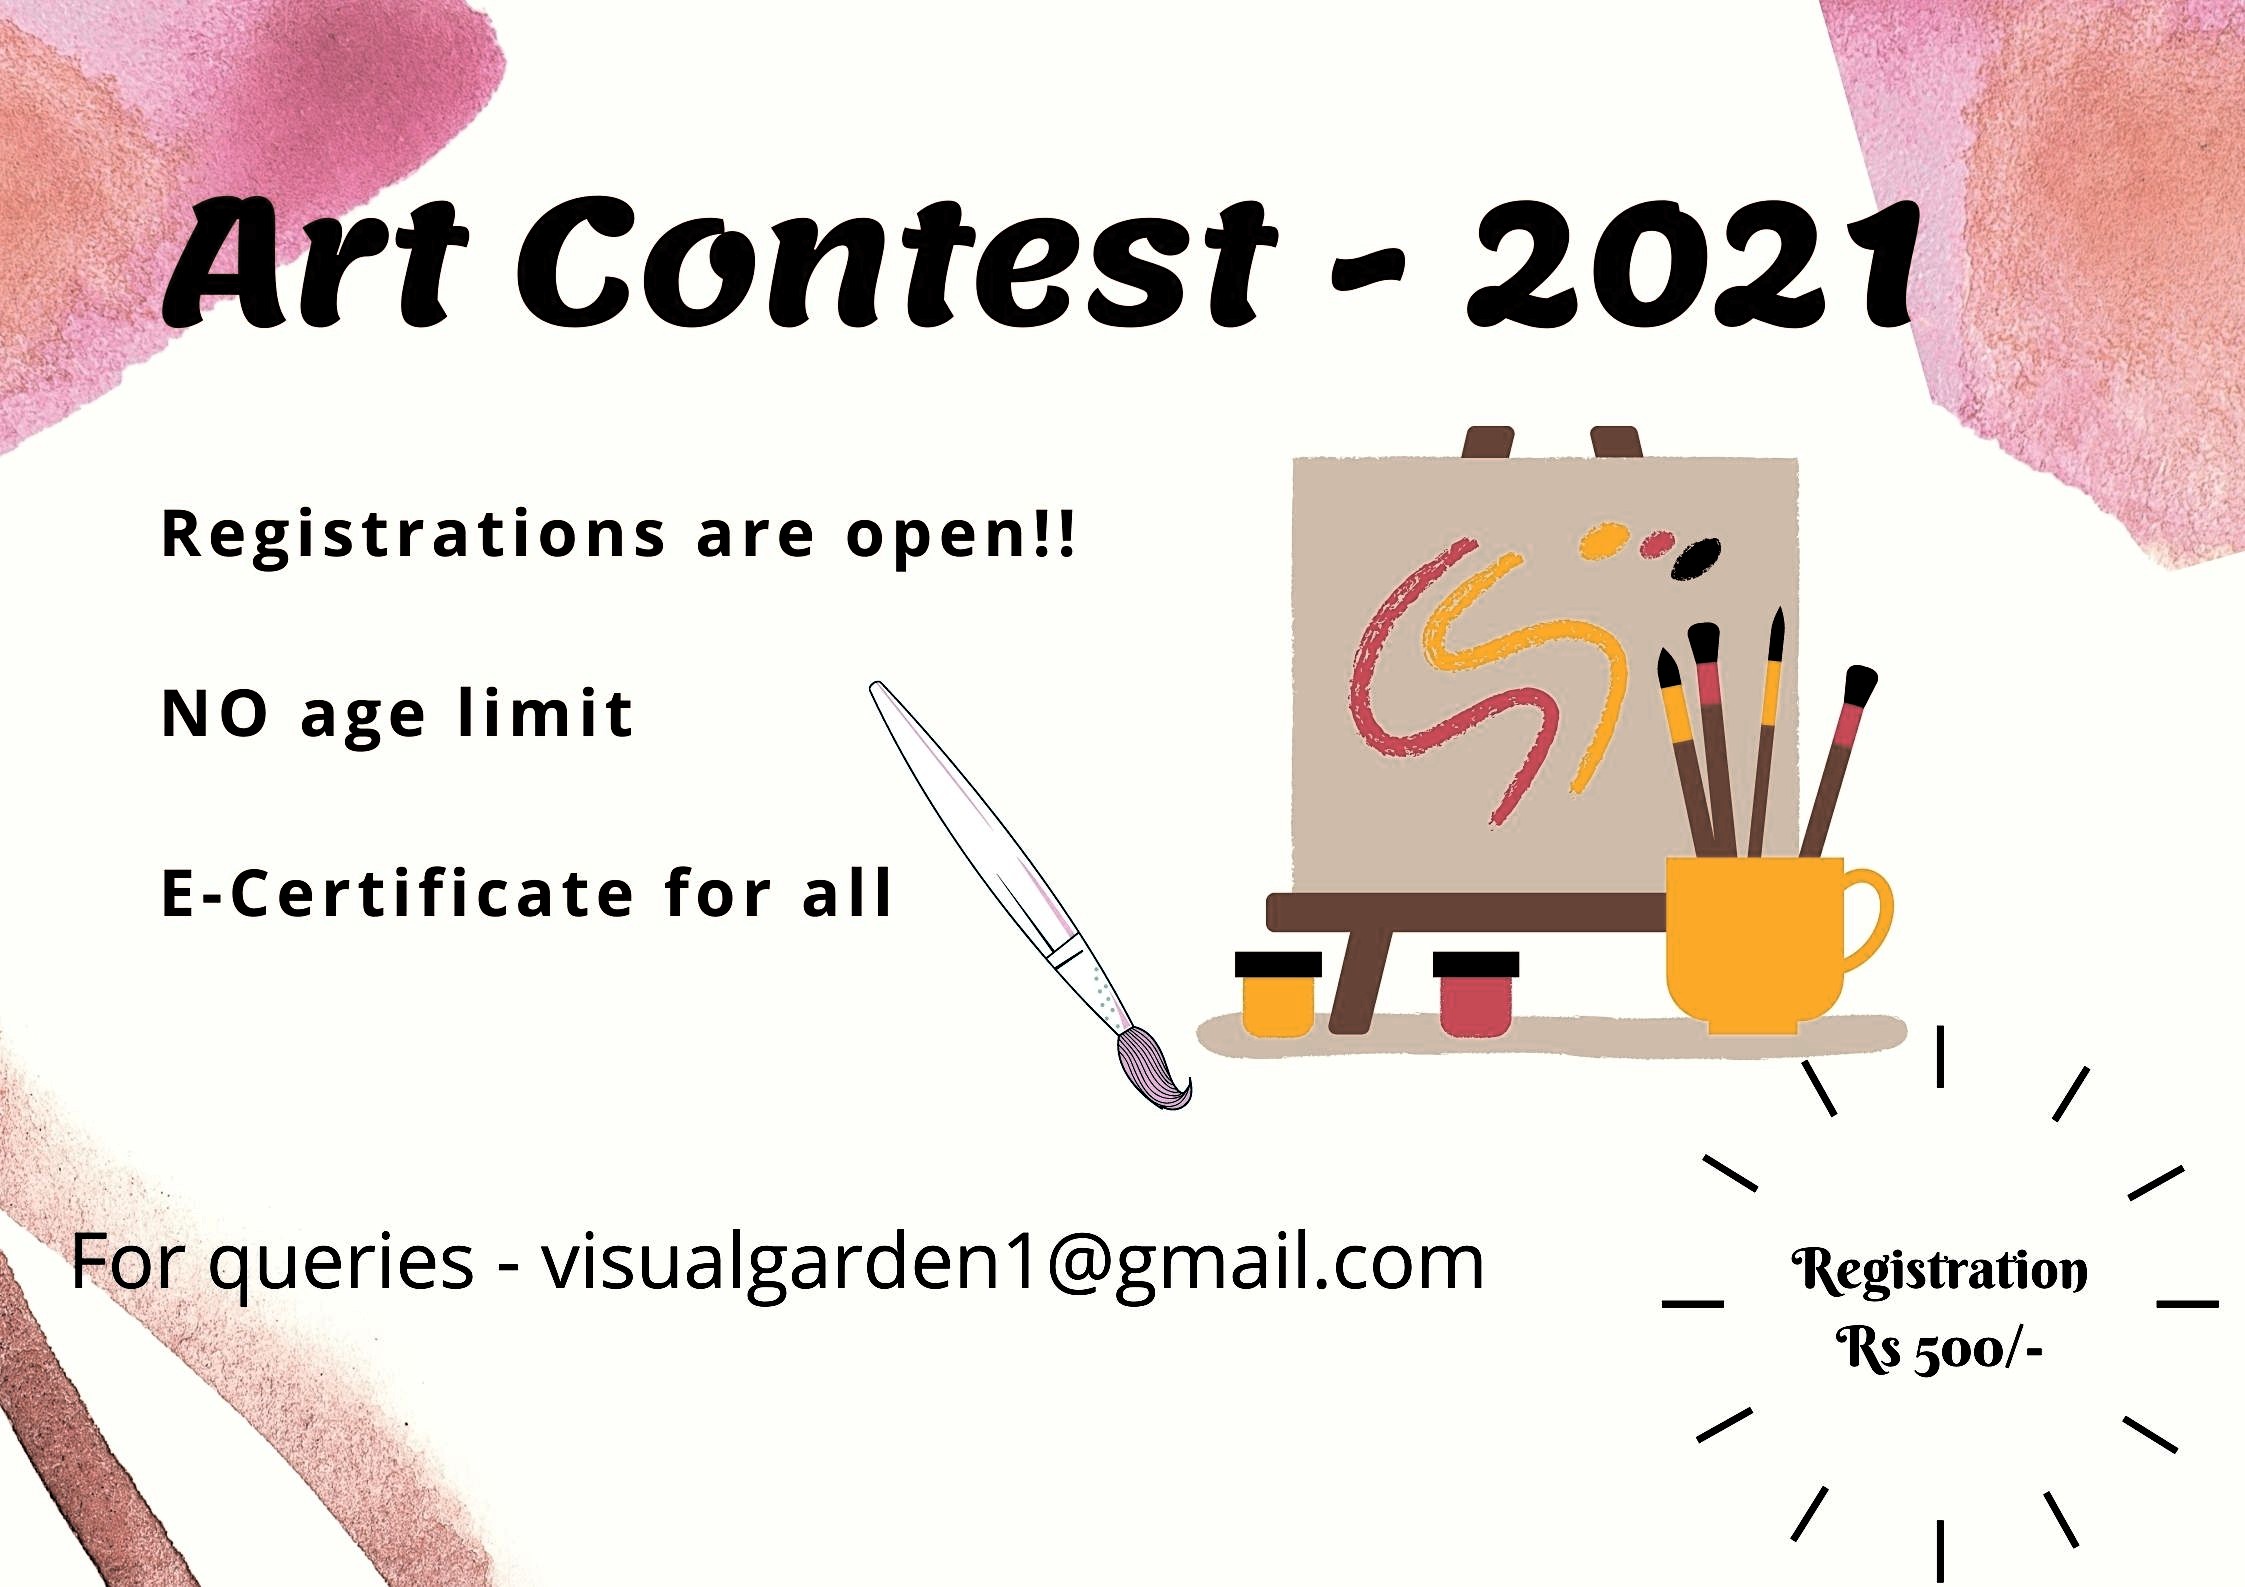 Art Contest - 2021
Registrations are open!!
NO age limit
E-Certificate for all
For queries - visualgarden1@gmail.com
Registration
Rs 500/-